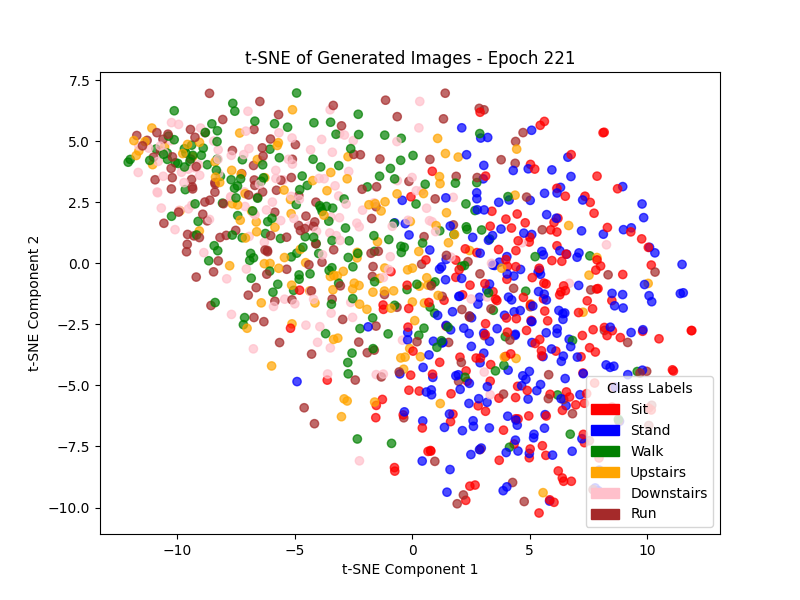 t-SNE of Generated Images - Epoch 221
t-SNE Component 2
7.5
5.0
2.5
0.0
−2.5
−5.0
−7.5
−10.0
Class Labels
Sit
Stand
Walk
Upstairs
Downstairs
Run
−10
−5
0
5
10
t-SNE Component 1